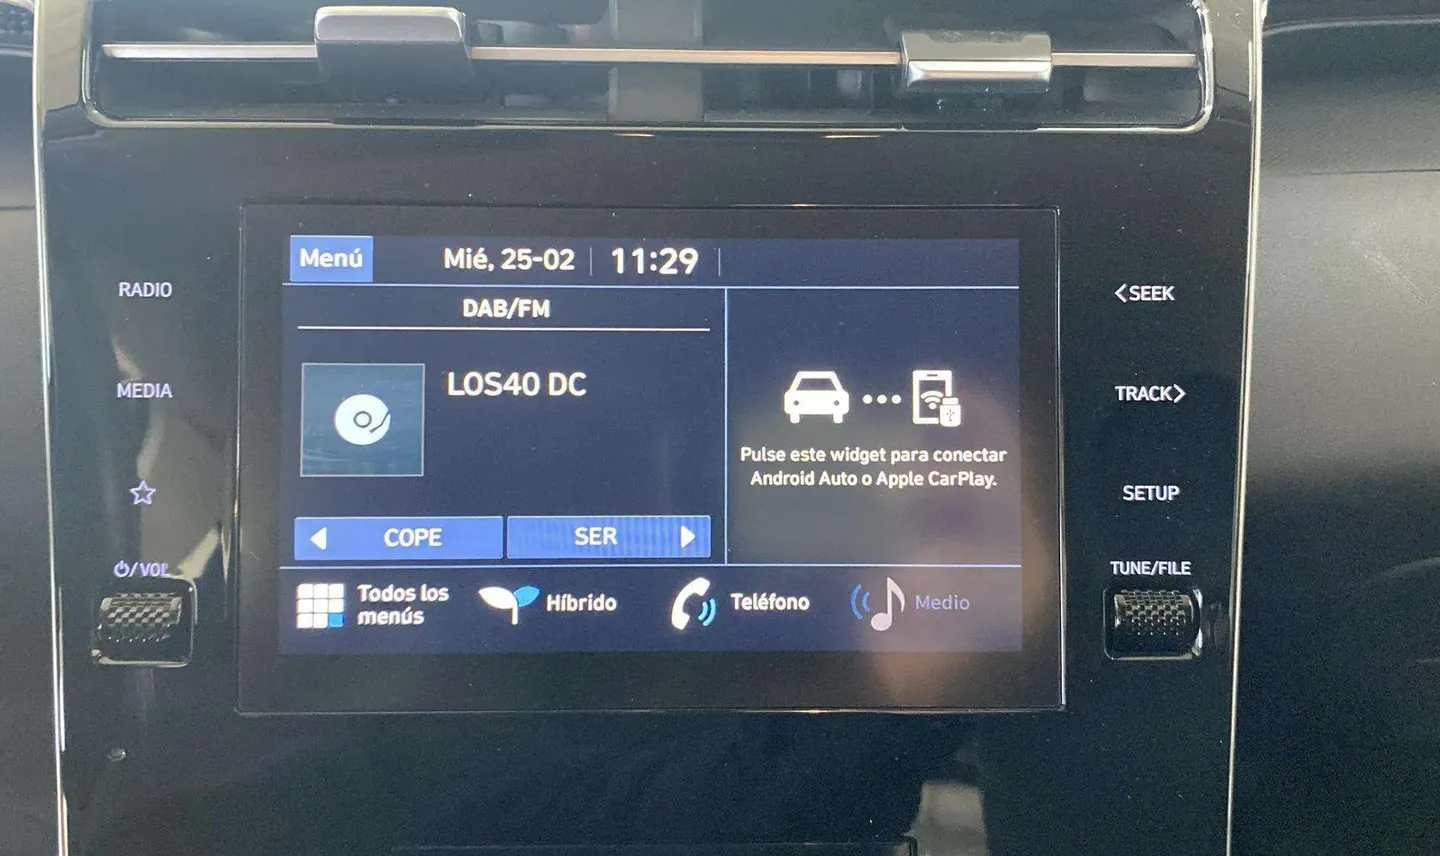 RADIO
MEDIA
⏻/VOL
Menú
Mié, 25-02
11:29
DAB/FM
LOS40 DC
COPE
SER
Pulse este widget para conectar
Android Auto o Apple CarPlay.
Todos los
menús
Híbrido
Teléfono
Medio
<SEEK
TRACK>
SETUP
TUNE/FILE